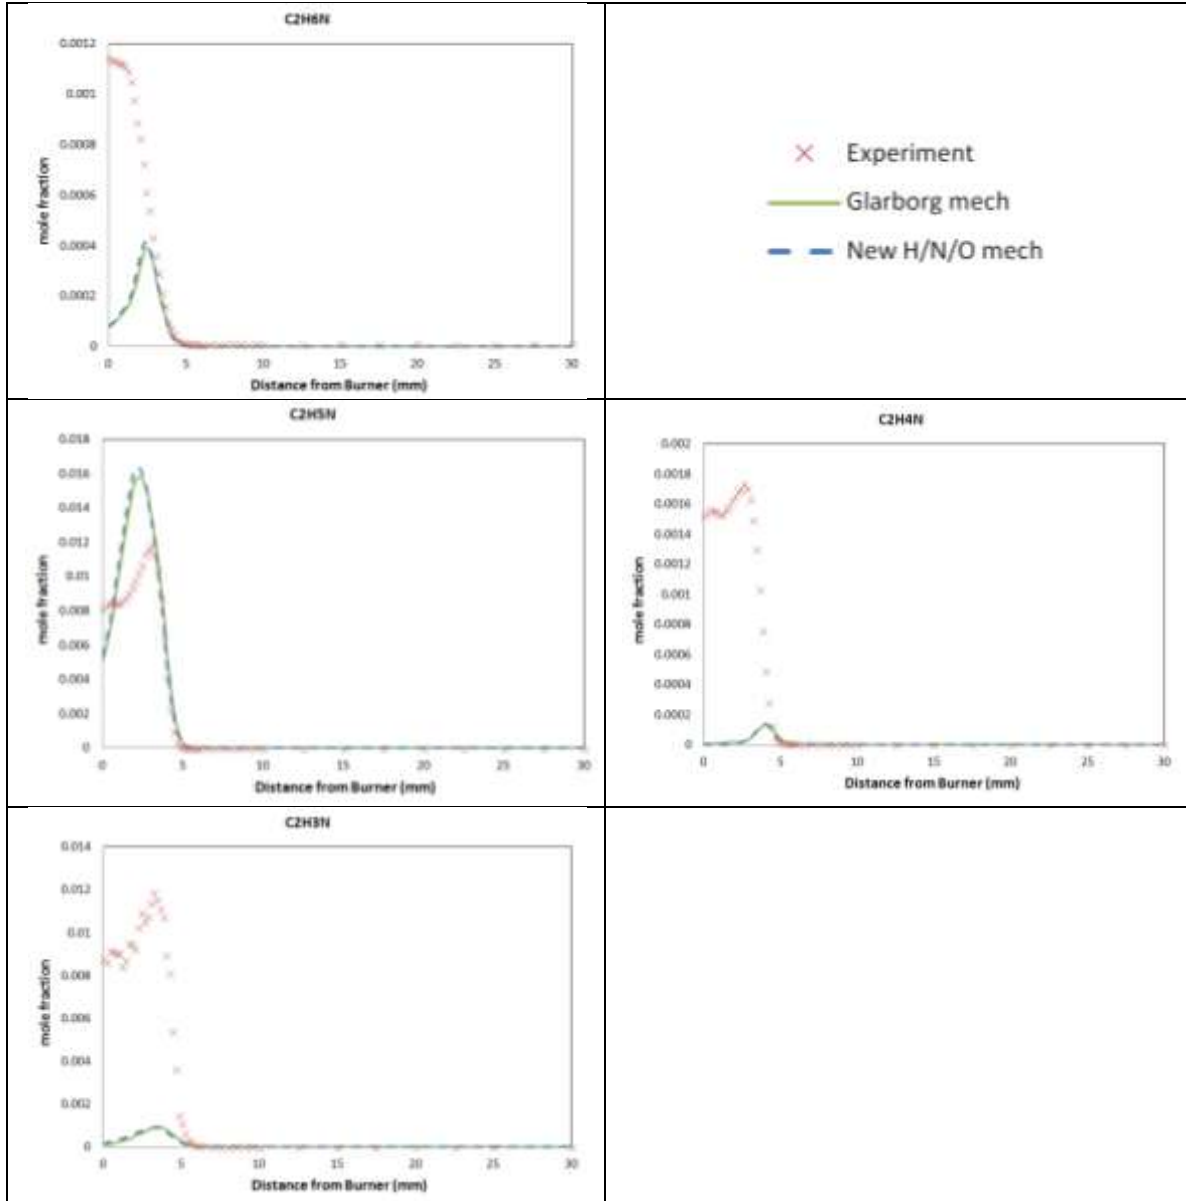 C2H6N
0.0012
0.001
0.0008
0.0006
0.0004
0.0002
0
mole fraction
0 5 10 15 20 25 30
Distance from Burner (mm)
Experiment
Glarborg mech
New H/N/O mech
C2H5N
0.018
0.016
0.014
0.012
0.01
0.008
0.006
0.004
0.002
0
mole fraction
0 5 10 15 20 25 30
Distance from Burner (mm)
C2H4N
0.002
0.0018
0.0016
0.0014
0.0012
0.001
0.0008
0.0006
0.0004
0.0002
0
mole fraction
0 5 10 15 20 25 30
Distance from Burner (mm)
C2H3N
0.014
0.012
0.01
0.008
0.006
0.004
0.002
0
mole fraction
0 5 10 15 20 25 30
Distance from Burner (mm)